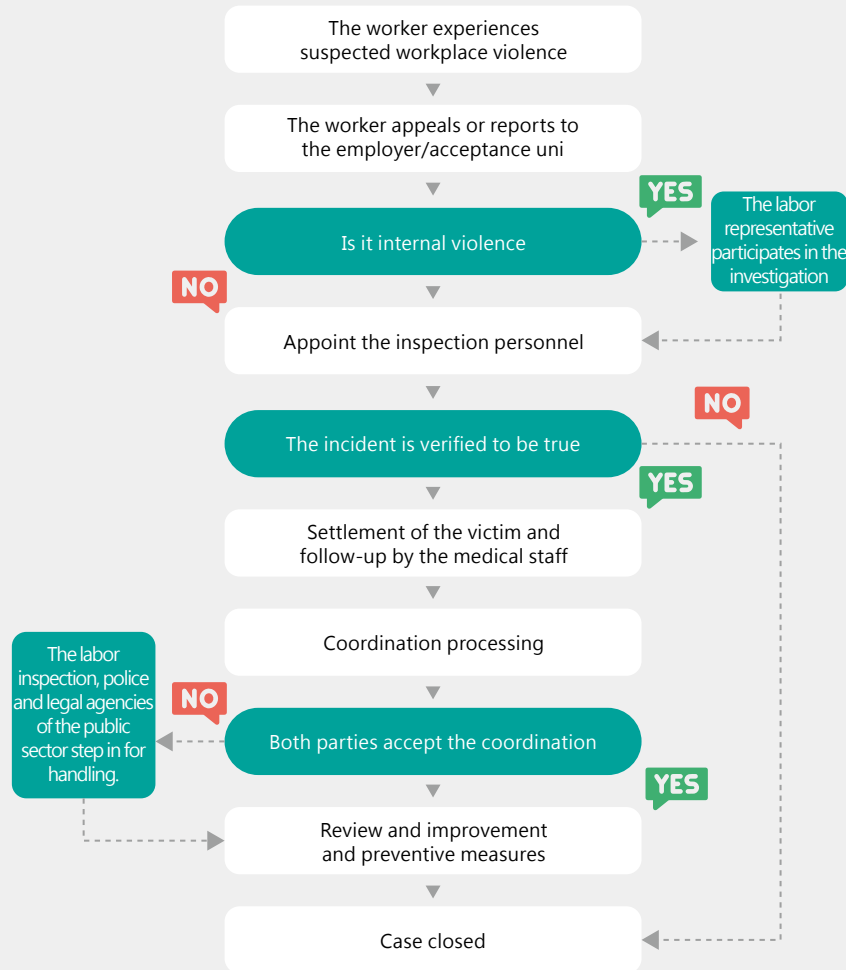 The worker experiences
suspected workplace violence
The worker appeals or reports to
the employer/acceptance uni
YES
The labor
representative
participates in the
investigation
Is it internal violence
NO
Appoint the inspection personnel
NO
The incident is verified to be true
YES
Settlement of the victim and
follow-up by the medical staff
Coordination processing
The labor
inspection, police
and legal agencies
of the public
sector step in for
handling.
NO
Both parties accept the coordination
YES
Review and improvement
and preventive measures
Case closed